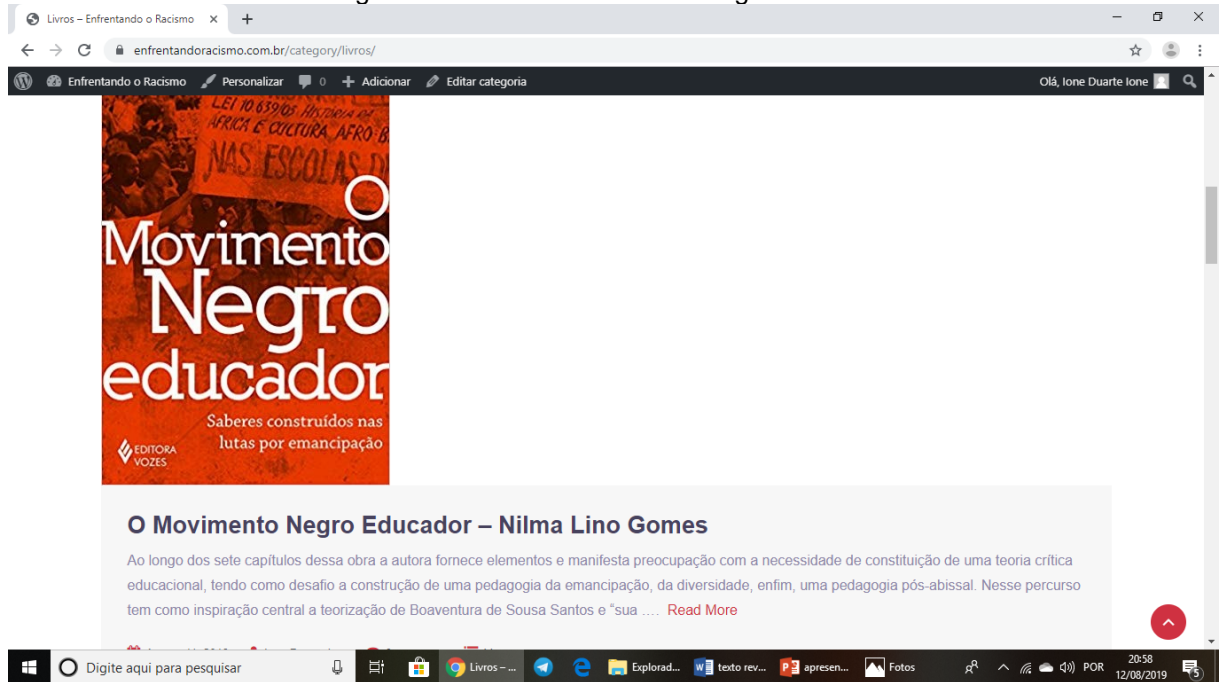 Livros – Enfrentando o Racismo
enfrentandoracismo.com.br/category/livros/
Enfrentando o Racismo Personalizar 0 Adicionar Editar categoria Olá, Ione Duarte Ione
LEI 10 639/05 HISTÓRIA DA
AFRICA E CULTURA AFRO-B
NAS ESCOLAS
O
Movimento
Negro
educador
Saberes construídos nas
lutas por emancipação
EDITORA
VOZES
O Movimento Negro Educador – Nilma Lino Gomes
Ao longo dos sete capítulos dessa obra a autora fornece elementos e manifesta preocupação com a necessidade de constituição de uma teoria crítica
educacional, tendo como desafio a construção de uma pedagogia da emancipação, da diversidade, enfim, uma pedagogia pós-abissal. Nesse percurso
tem como inspiração central a teorização de Boaventura de Sousa Santos e “sua …. Read More
Digite aqui para pesquisar Livros – ... Explorad... texto rev... apresen... Fotos POR 20:58
12/08/2019 5